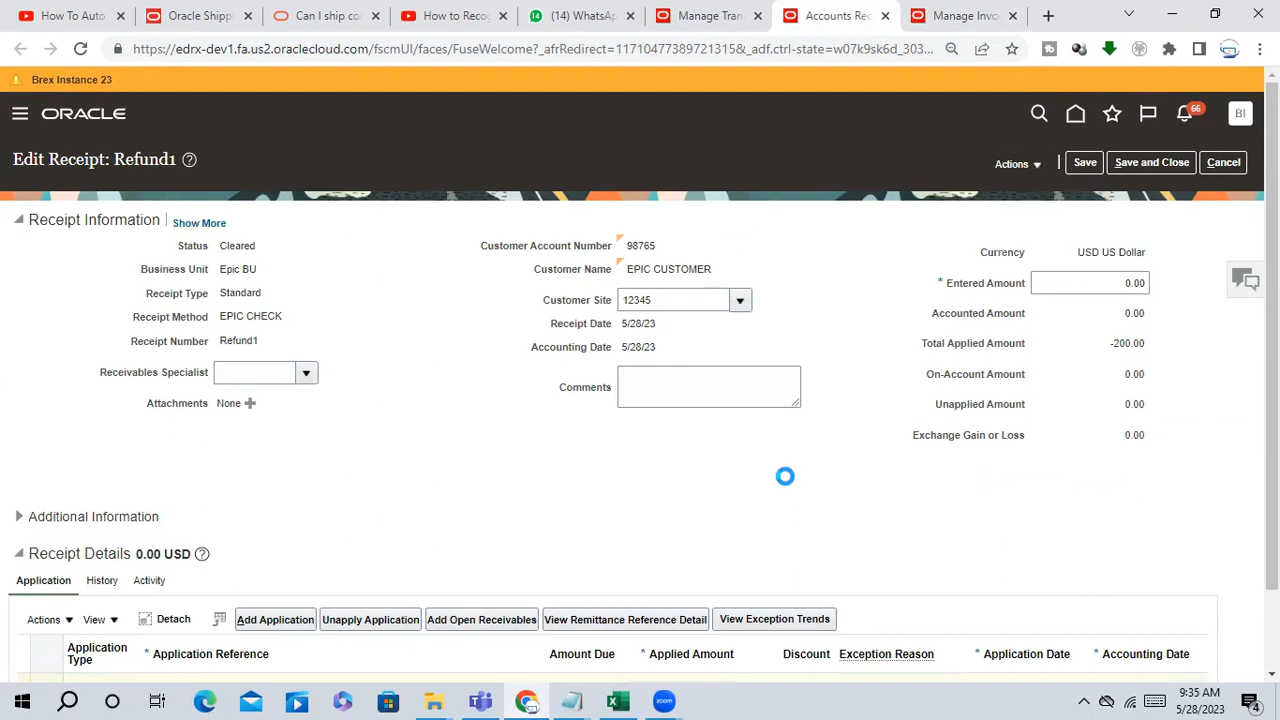 How To Auto
Oracle Shippi
Can I ship o
How to Rec
(14) WhatsA
Manage Tran
Accounts Rec
Manage Invo
https://edrx-dev1.fa.us2.oraclecloud.com/fscmUI/faces/FuseWelcome?_afrRedirect=11710477389721315&_adf.ctrl-state=w07k9sk6d_303...
Brex Instance 23
ORACLE
66
BI
Edit Receipt: Refund1
Actions
Save
Save and Close
Cancel
Receipt Information
Show More
Status Cleared
Business Unit Epic BU
Receipt Type Standard
Receipt Method EPIC CHECK
Receipt Number Refund1
Receivables Specialist
Attachments None
Customer Account Number 98765
Customer Name EPIC CUSTOMER
Customer Site 12345
Receipt Date 5/28/23
Accounting Date 5/28/23
Comments
Currency USD US Dollar
* Entered Amount 0.00
Accounted Amount 0.00
Total Applied Amount -200.00
On-Account Amount 0.00
Unapplied Amount 0.00
Exchange Gain or Loss 0.00
Additional Information
Receipt Details 0.00 USD
Application History Activity
Actions View Detach Add Application Unapply Application Add Open Receivables View Remittance Reference Detail View Exception Trends
Application Type * Application Reference Amount Due * Applied Amount Discount Exception Reason * Application Date * Accounting Date
zoom
9:35 AM
5/28/2023
4